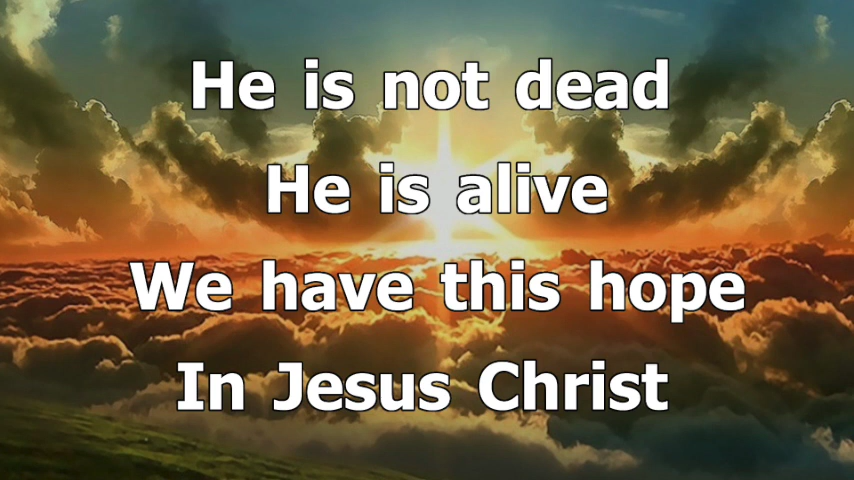 He is not dead
He is alive
We have this hope
In Jesus Christ